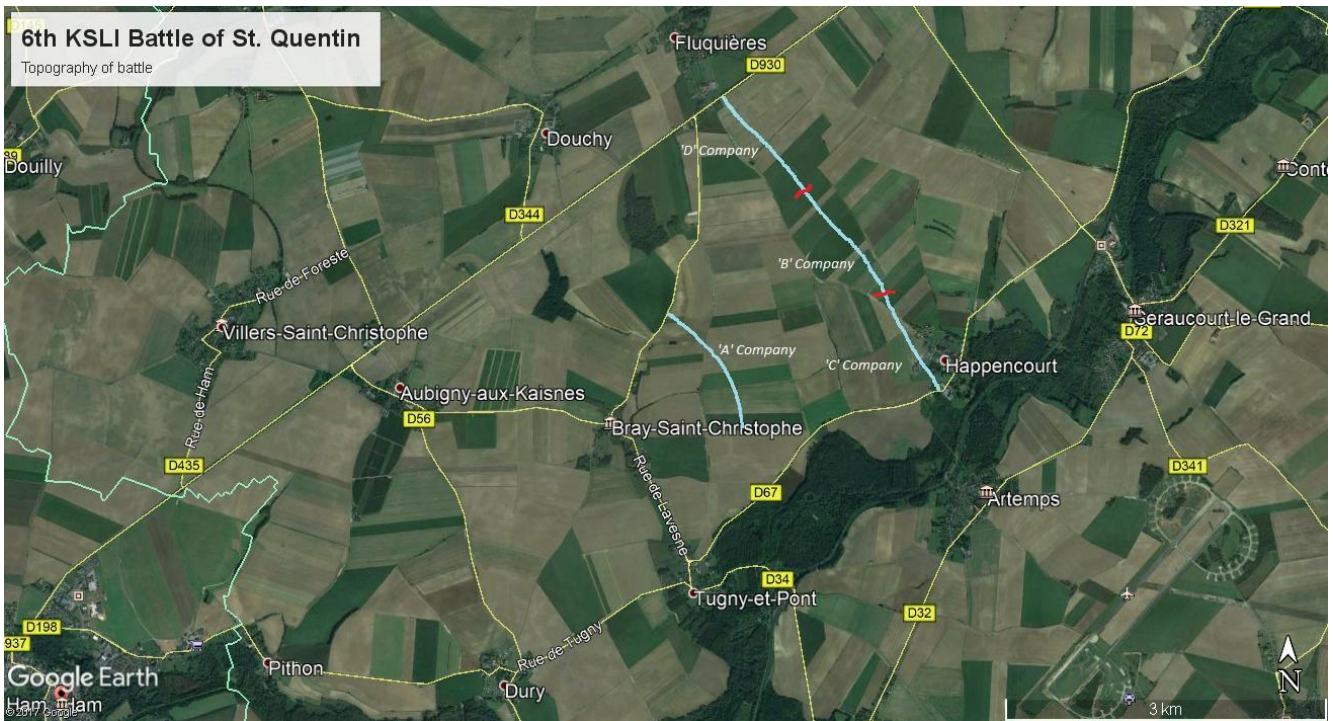 6th KSLI Battle of St. Quentin
Topography of battle
Fluquières
D930
Douchy
'D' Company
Douilly
Conte
D344
D321
Rue de Foreste
'B' Company
Villers-Saint-Christophe
Seraucourt-le-Grand
D72
'A' Company
'C' Company
Happencourt
Aubigny-aux-Kaisnes
D56
Bray-Saint-Christophe
Rue de Ham
D435
Rue de Lavesne
D67
D341
Artemps
D34
Tugny-et-Pont
D32
D198
937
Rue de Tugny
Pithon
Google Earth
Dury
N
Ham
Ham
©2017 Google
3 km